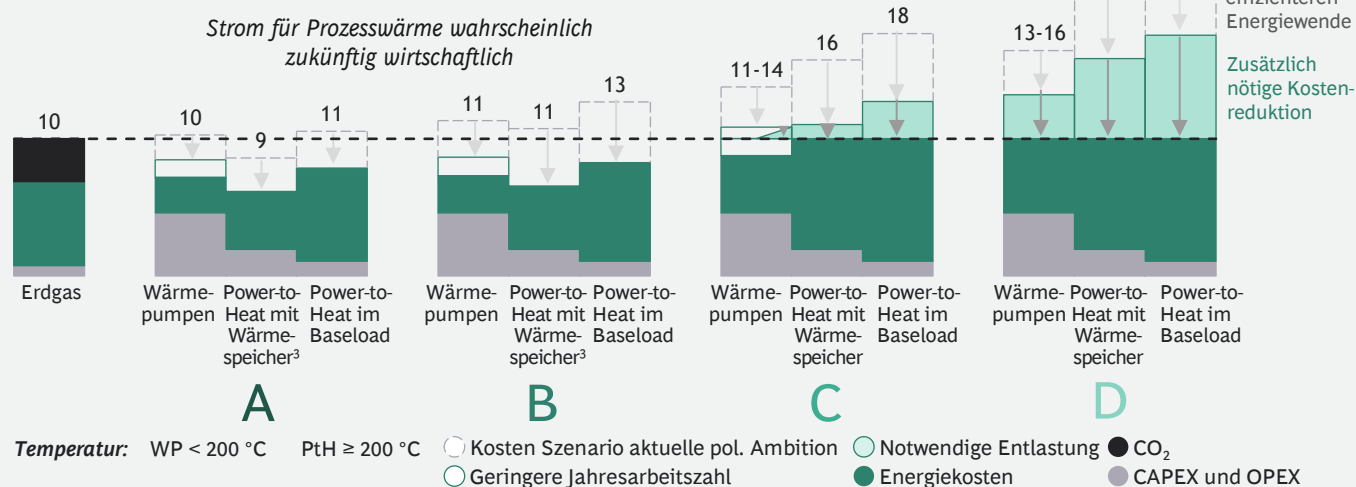 effizienteren
Energiewende
Strom für Prozesswärme wahrscheinlich
zukünftig wirtschaftlich
Zusätzlich
nötige Kosten-
reduktion
10
10
9
11
11
11
13
11-14
16
18
13-16
Erdgas
Wärme-
pumpen
Power-to-
Heat mit
Wärme-
speicher³
Power-to-
Heat im
Baseload
Wärme-
pumpen
Power-to-
Heat mit
Wärme-
speicher³
Power-to-
Heat im
Baseload
Wärme-
pumpen
Power-to-
Heat mit
Wärme-
speicher
Power-to-
Heat im
Baseload
Wärme-
pumpen
Power-to-
Heat mit
Wärme-
speicher
Power-to-
Heat im
Baseload
A
B
C
D
Temperatur: WP < 200 °C PtH ≥ 200 °C
Kosten Szenario aktuelle pol. Ambition
Notwendige Entlastung
CO₂
Geringere Jahresarbeitszahl
Energiekosten
CAPEX und OPEX